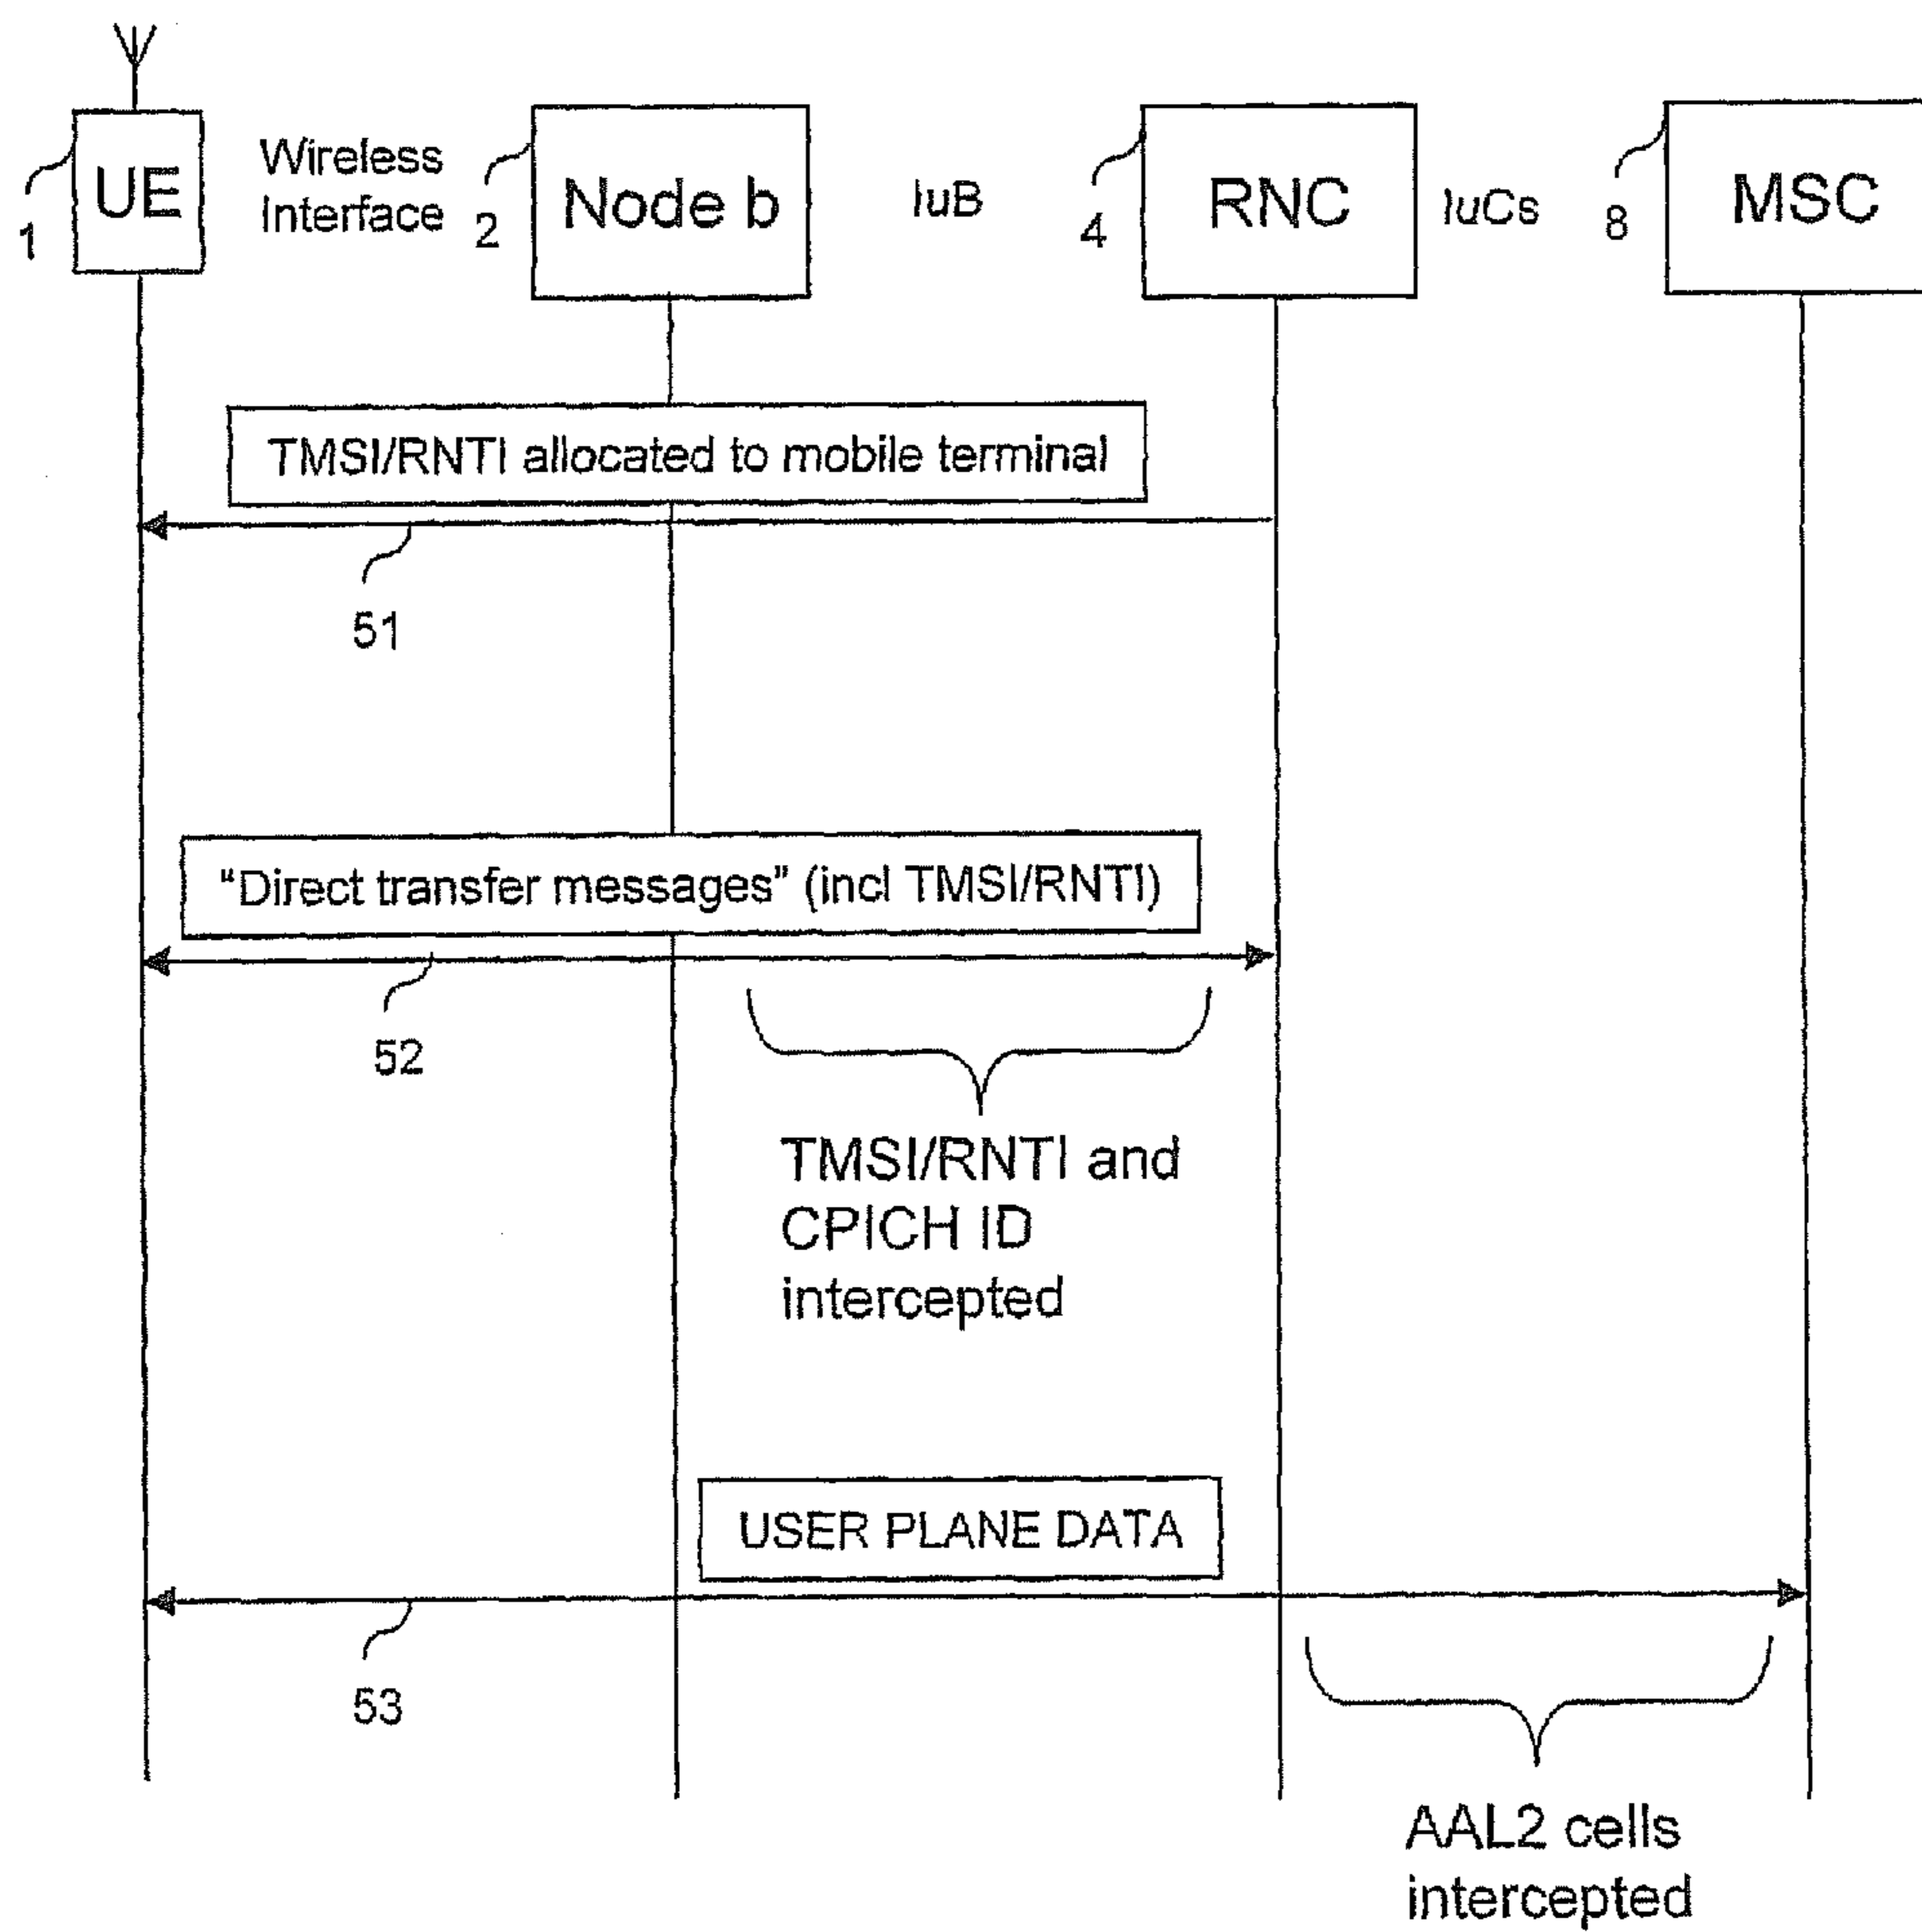 UE
Wireless
Interface
Node b
IuB
RNC
IuCs
MSC
1
2
4
8
TMSI/RNTI allocated to mobile terminal
51
“Direct transfer messages” (incl TMSI/RNTI)
52
TMSI/RNTI and
CPICH ID
intercepted
USER PLANE DATA
53
AAL2 cells
intercepted